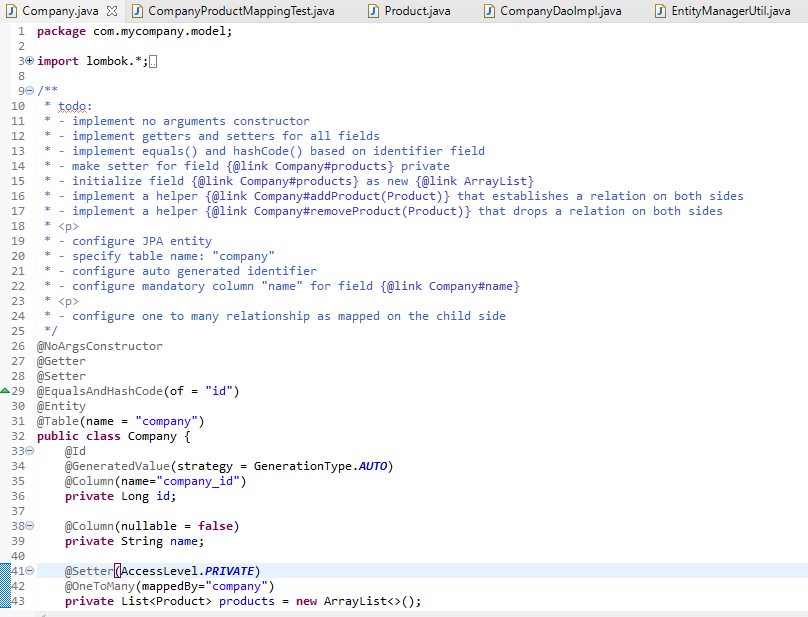 Company.java CompanyProductMappingTest.java Product.java CompanyDaoImpl.java EntityManagerUtil.java
1 package com.mycompany.model;
2
3 import lombok.*;
8
9 /**
10 * todo:
11 * - implement no arguments constructor
12 * - implement getters and setters for all fields
13 * - implement equals() and hashCode() based on identifier field
14 * - make setter for field {@link Company#products} private
15 * - initialize field {@link Company#products} as new {@link ArrayList}
16 * - implement a helper {@link Company#addProduct(Product)} that establishes a relation on both sides
17 * - implement a helper {@link Company#removeProduct(Product)} that drops a relation on both sides
18 * <p>
19 * - configure JPA entity
20 * - specify table name: "company"
21 * - configure auto generated identifier
22 * - configure mandatory column "name" for field {@link Company#name}
23 * <p>
24 * - configure one to many relationship as mapped on the child side
25 */
26 @NoArgsConstructor
27 @Getter
28 @Setter
29 @EqualsAndHashCode(of = "id")
30 @Entity
31 @Table(name = "company")
32 public class Company {
33 @Id
34 @GeneratedValue(strategy = GenerationType.AUTO)
35 @Column(name="company_id")
36 private Long id;
37
38 @Column(nullable = false)
39 private String name;
40
41 @Setter(AccessLevel.PRIVATE)
42 @OneToMany(mappedBy="company")
43 private List<Product> products = new ArrayList<>();